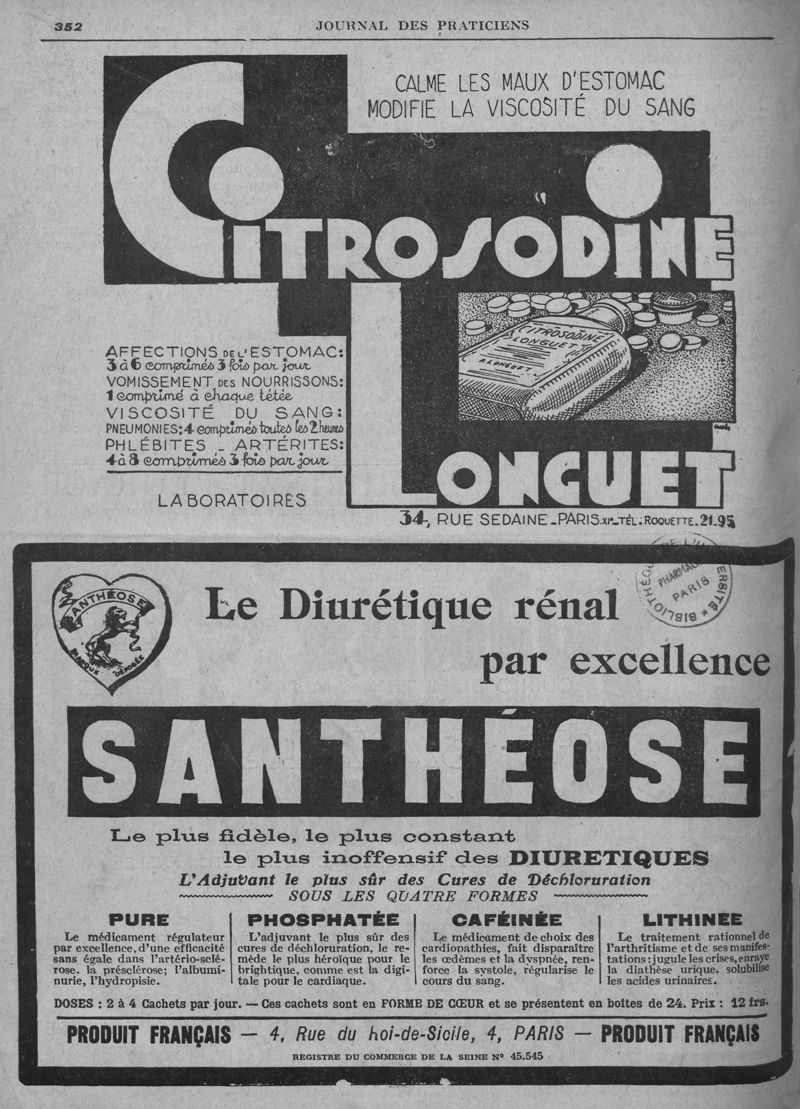 352
JOURNAL DES PRATICIENS
CALME LES MAUX D'ESTOMAC
MODIFIE LA VISCOSITÉ DU SANG
CITROSODINE
LONGUET
CITROSODINE
LONGUET
LONGUET
AFFECTIONS DE L'ESTOMAC:
3 à 6 comprimés 3 fois par jour
VOMISSEMENT DES NOURRISSONS:
1 comprimé à chaque tétée
VISCOSITÉ DU SANG:
PNEUMONIES: 4 comprimés toutes les 2 heures
PHLÉBITES - ARTÉRITES:
4 à 8 comprimés 3 fois par jour
LABORATOIRES
34, RUE SEDAINE - PARIS.XIe - TÉL: ROQUETTE. 21-95
BIBLIOTHÈQUE DE L'UNIVERSITÉ
PHARMACIE
PARIS
SANTHÉOSE
MARQUE DÉPOSÉE
Le Diurétique rénal
par excellence
SANTHÉOSE
Le plus fidèle, le plus constant
le plus inoffensif des DIURETIQUES
L'Adjuvant le plus sûr des Cures de Déchloruration
SOUS LES QUATRE FORMES
PURE
Le médicament régulateur
par excellence, d'une efficacité
sans égale dans l'artério-sclé-
rose, la présclérose; l'albumi-
nurie, l'hydropisie.
PHOSPHATÉE
L'adjuvant le plus sûr des
cures de déchloruration, le re-
mède le plus héroïque pour le
brightique, comme est la digi-
tale pour le cardiaque.
CAFÉINÉE
Le médicament de choix des
cardiopathies, fait disparaître
les œdèmes et la dyspnée, ren-
force la systole, régularise le
cours du sang.
LITHINÉE
Le traitement rationnel de
l'arthritisme et de ses manifes-
tations; jugule les crises, enraye
la diathèse urique, solubilise
les acides urinaires.
DOSES : 2 à 4 Cachets par jour. — Ces cachets sont en FORME DE CŒUR et se présentent en boîtes de 24. Prix : 12 frs.
PRODUIT FRANÇAIS — 4, Rue du Roi-de-Sicile, 4, PARIS — PRODUIT FRANÇAIS
REGISTRE DU COMMERCE DE LA SEINE N° 45.545